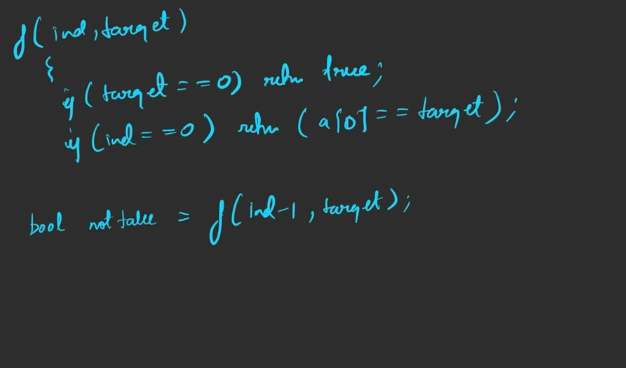 f(ind, target)
{
if (target == 0) return true;
if (ind == 0) return (a[0] == target);
bool not take = f(ind-1, target);